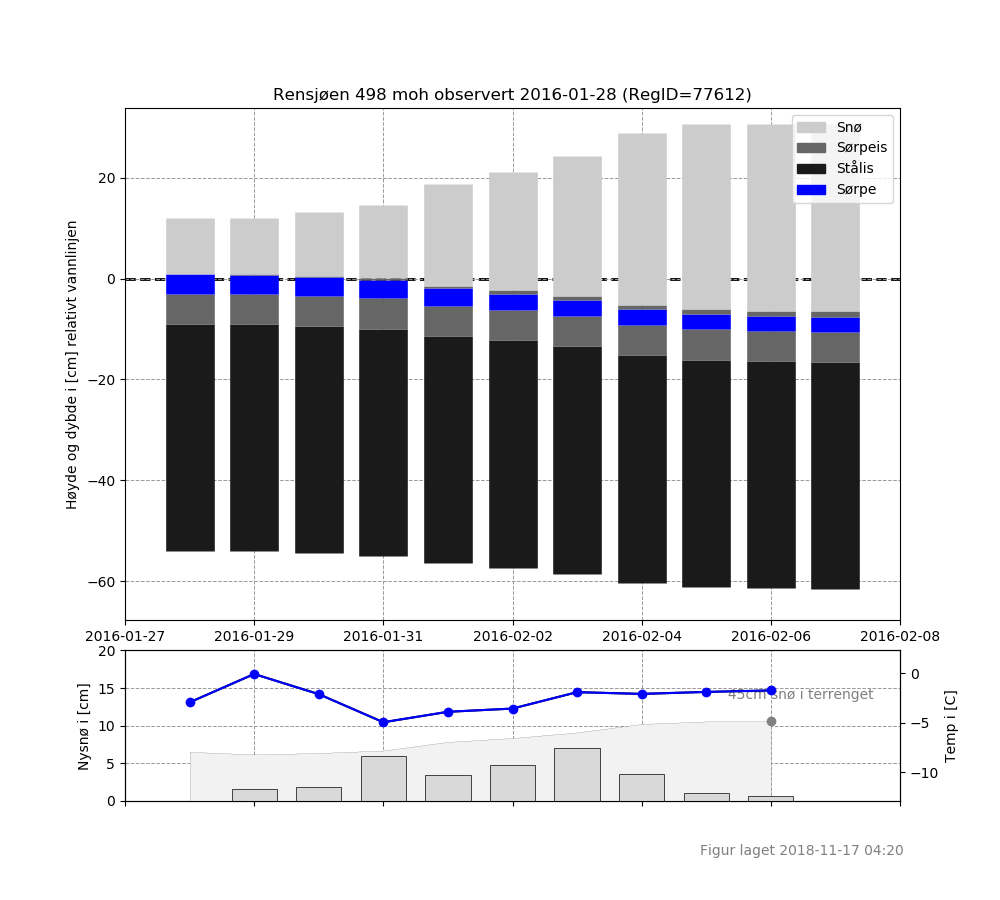 Rensjøen 498 moh observert 2016-01-28 (RegID=77612)
Snø
Sørpeis
Stålis
Sørpe
Høyde og dybde i [cm] relativt vannlinjen
20
0
−20
−40
−60
2016-01-27 2016-01-29 2016-01-31 2016-02-02 2016-02-04 2016-02-06 2016-02-08
Nysnø i [cm]
20
15
10
5
0
45cm snø i terrenget
0
−5
−10
Temp i [C]
Figur laget 2018-11-17 04:20